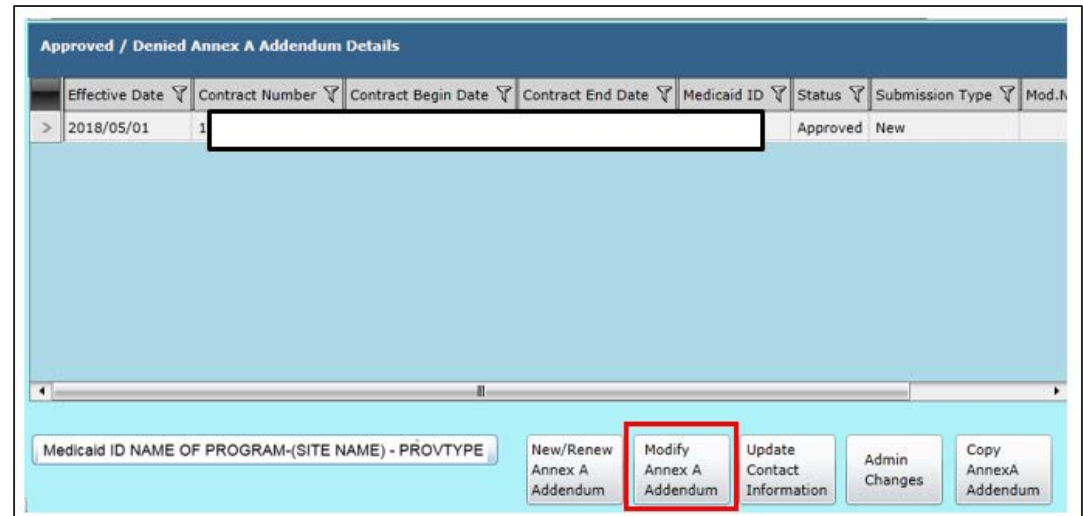 Approved / Denied Annex A Addendum Details
Effective Date Contract Number Contract Begin Date Contract End Date Medicaid ID Status Submission Type Mod.N
> 2018/05/01 1 Approved New
Medicaid ID NAME OF PROGRAM-(SITE NAME) - PROVTYPE
New/Renew
Annex A
Addendum
Modify
Annex A
Addendum
Update
Contact
Information
Admin
Changes
Copy
AnnexA
Addendum